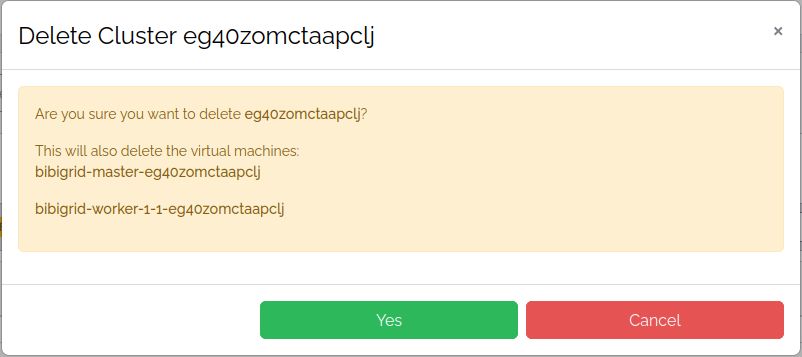 Delete Cluster eg40zomctaapclj
×
Are you sure you want to delete eg40zomctaapclj?
This will also delete the virtual machines:
bibigrid-master-eg40zomctaapclj
bibigrid-worker-1-1-eg40zomctaapclj
Yes
Cancel